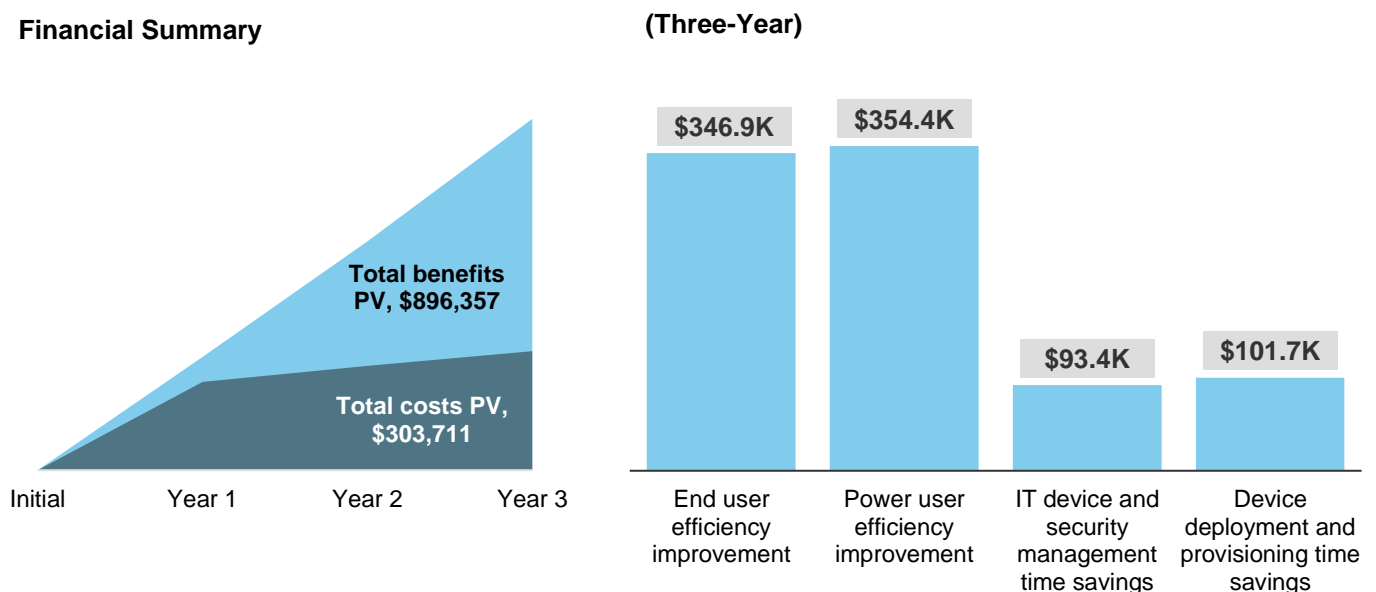 Financial Summary
Total benefits
PV, $896,357
Total costs PV,
$303,711
Initial
Year 1
Year 2
Year 3
(Three-Year)
$346.9K
$354.4K
$93.4K
$101.7K
End user
efficiency
improvement
Power user
efficiency
improvement
IT device and
security
management
time savings
Device
deployment and
provisioning time
savings